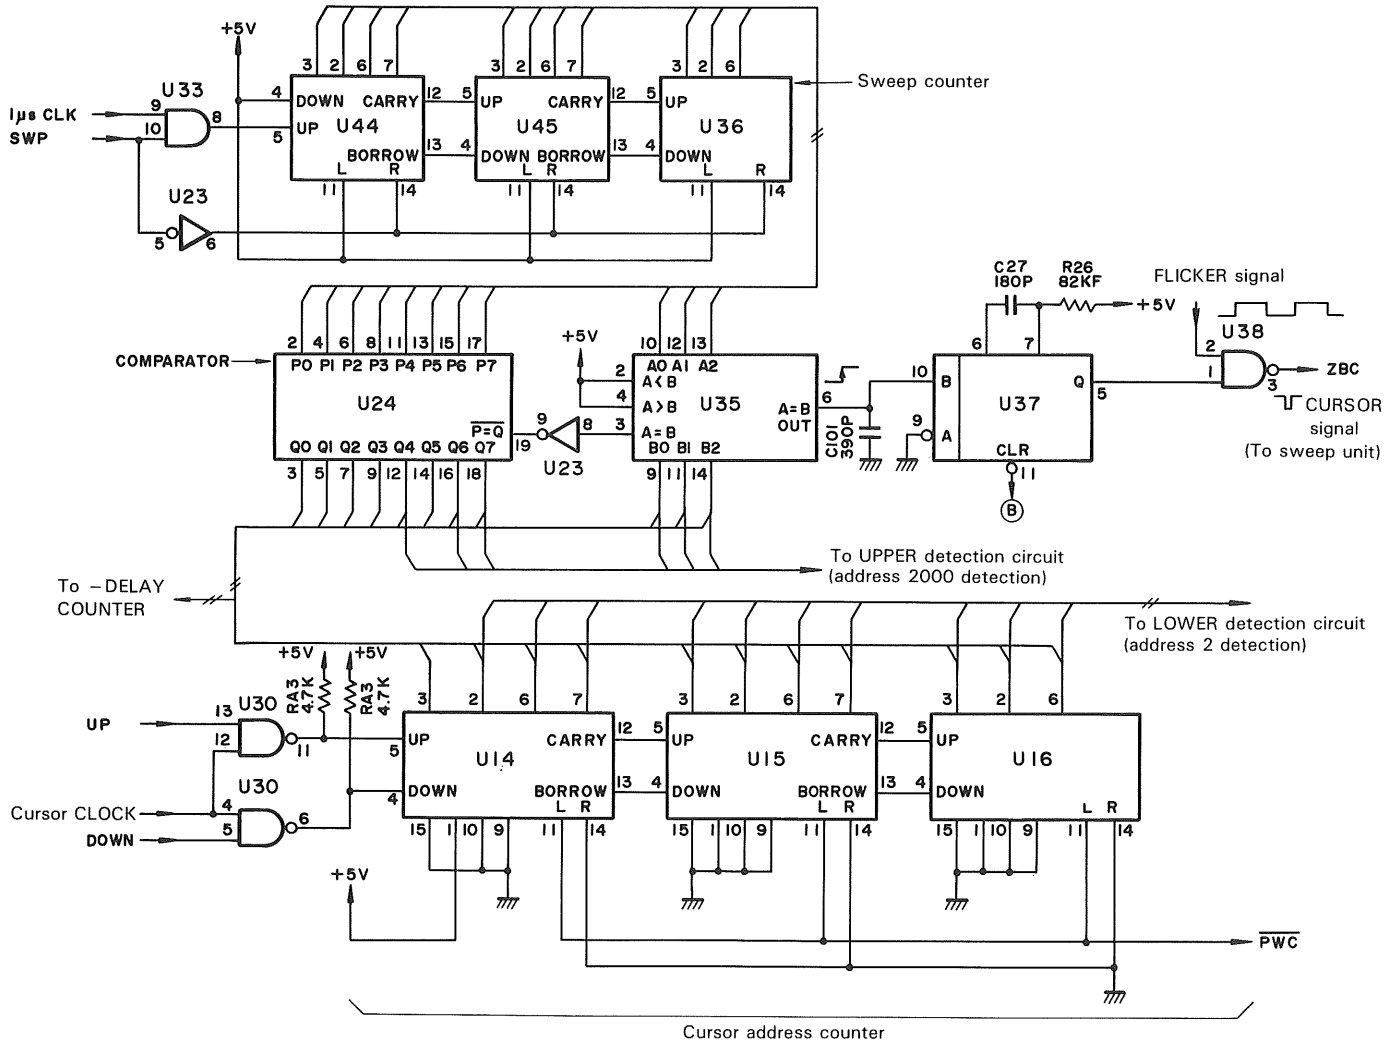 +5V
3 2 6 7 3 2 6 7 3 2 6
Sweep counter
U33
1µs CLK 9
SWP 10 8
4 DOWN CARRY 12 5 UP CARRY 12 5 UP
U44 U45 U36
5 UP
BORROW 13 4 DOWN BORROW 13 4 DOWN
L R L R L R
11 14 11 14 11 14
U23
5 6
C27 180P
R26 82KF
+5V
FLICKER signal
U38
COMPARATOR
2 4 6 8 11 13 15 17
P0 P1 P2 P3 P4 P5 P6 P7
U24
P=Q
19
Q0 Q1 Q2 Q3 Q4 Q5 Q6 Q7
3 5 7 9 12 14 16 18
9 8
U23
+5V
10 12 13
A0 A1 A2
2 A<B
4 A>B
3 A=B
U35
A=B OUT
6
B0 B1 B2
9 11 14
C101 390P
6 7
10 B
9 A
U37
Q 5
CLR
11
B
2
1
3
ZBC
CURSOR
signal
(To sweep unit)
To UPPER detection circuit
(address 2000 detection)
To –DELAY
COUNTER
To LOWER detection circuit
(address 2 detection)
+5V +5V
RA3 4.7K
RA3 4.7K
3 2 6 7 3 2 6 7 3 2 6
UP 13 U30
12 11
Cursor CLOCK 4 U30
DOWN 5 6
5 UP CARRY 12 5 UP CARRY 12 5 UP
U14 U15 U16
4 DOWN BORROW 13 4 DOWN BORROW 13 4 DOWN
L R L R L R
15 1 10 9 11 14 15 1 10 9 11 14 15 1 10 9 11 14
+5V
PWC
Cursor address counter